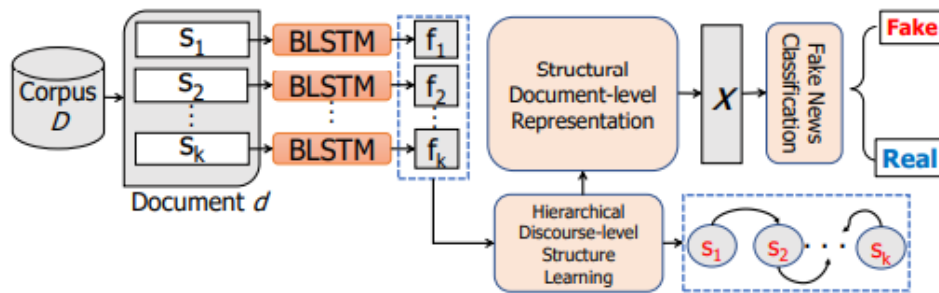 Corpus
D
S1
S2
Sk
Document d
BLSTM
BLSTM
BLSTM
f1
f2
fk
Structural
Document-level
Representation
X
Fake News
Classification
Fake
Real
Hierarchical
Discourse-level
Structure
Learning
S1
S2
Sk